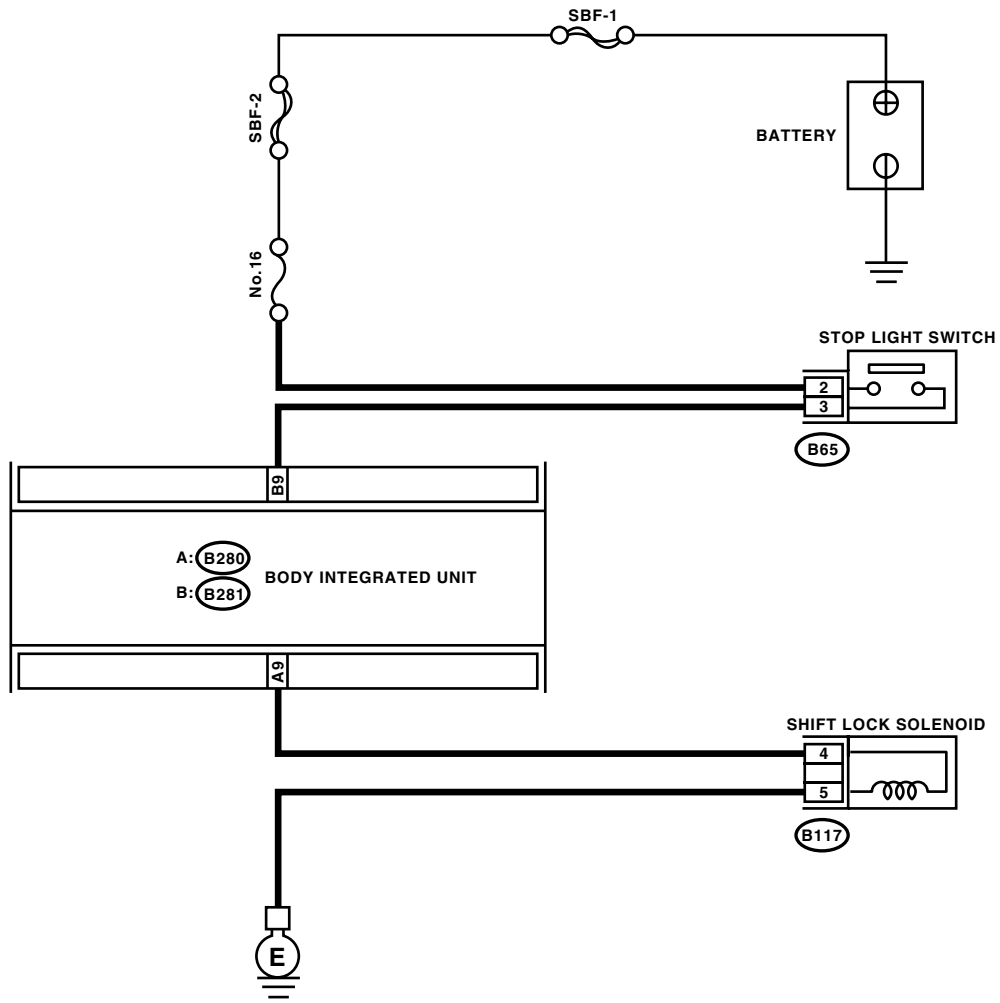 SBF-1
SBF-2
BATTERY
No.16
STOP LIGHT SWITCH
2
3
B65
B9
A: B280
B: B281
BODY INTEGRATED UNIT
A9
SHIFT LOCK SOLENOID
4
5
B117
E